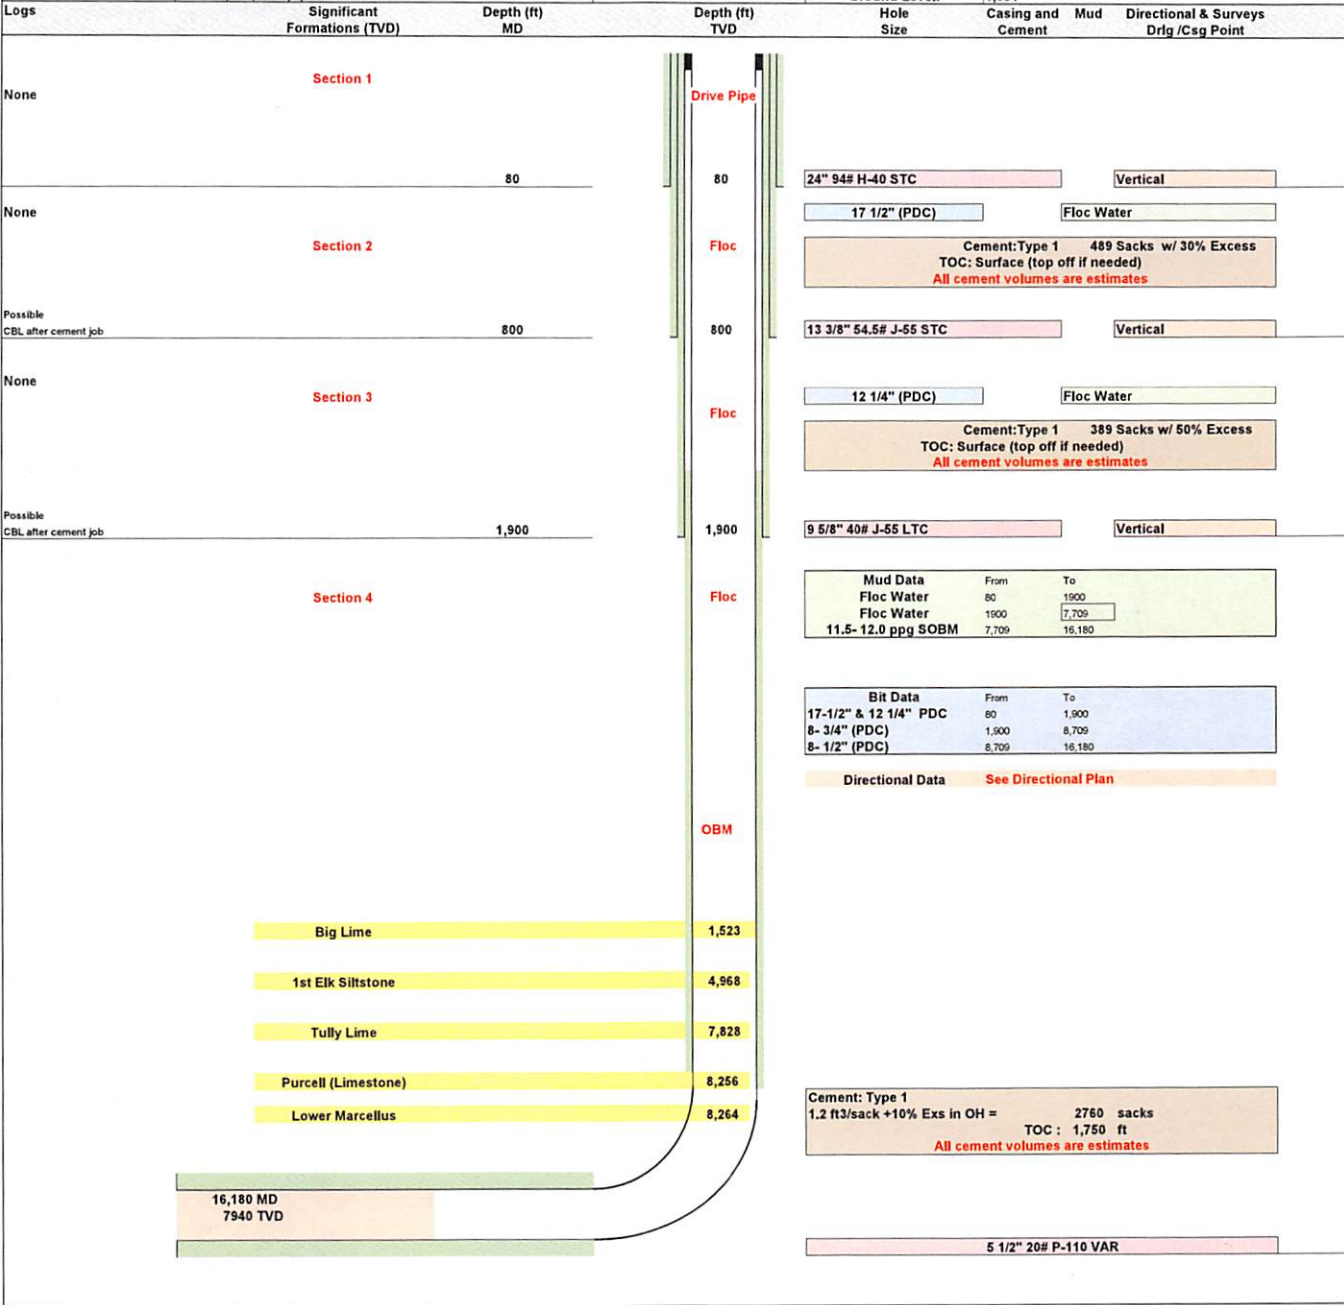 Logs Significant Formations (TVD) Depth (ft) MD Depth (ft) TVD Hole Size Casing and Cement Mud Directional & Surveys Drlg /Csg Point
Section 1
None
Drive Pipe
80 80 24" 94# H-40 STC Vertical
None 17 1/2" (PDC) Floc Water
Section 2 Floc
Cement:Type 1 489 Sacks w/ 30% Excess
TOC: Surface (top off if needed)
All cement volumes are estimates
Possible
CBL after cement job 800 800 13 3/8" 54.5# J-55 STC Vertical
None
Section 3 12 1/4" (PDC) Floc Water
Floc
Cement:Type 1 389 Sacks w/ 50% Excess
TOC: Surface (top off if needed)
All cement volumes are estimates
Possible
CBL after cement job 1,900 1,900 9 5/8" 40# J-55 LTC Vertical
Section 4 Floc
Mud Data From To
Floc Water 80 1900
Floc Water 1900 7,709
11.5- 12.0 ppg SOBM 7,709 16,180
Bit Data From To
17-1/2" & 12 1/4" PDC 80 1,900
8- 3/4" (PDC) 1,900 8,709
8- 1/2" (PDC) 8,709 16,180
Directional Data See Directional Plan
OBM
Big Lime 1,523
1st Elk Siltstone 4,968
Tully Lime 7,828
Purcell (Limestone) 8,256
Lower Marcellus 8,264
Cement: Type 1
1.2 ft3/sack +10% Exs in OH = 2760 sacks
TOC : 1,750 ft
All cement volumes are estimates
16,180 MD
7940 TVD
5 1/2" 20# P-110 VAR